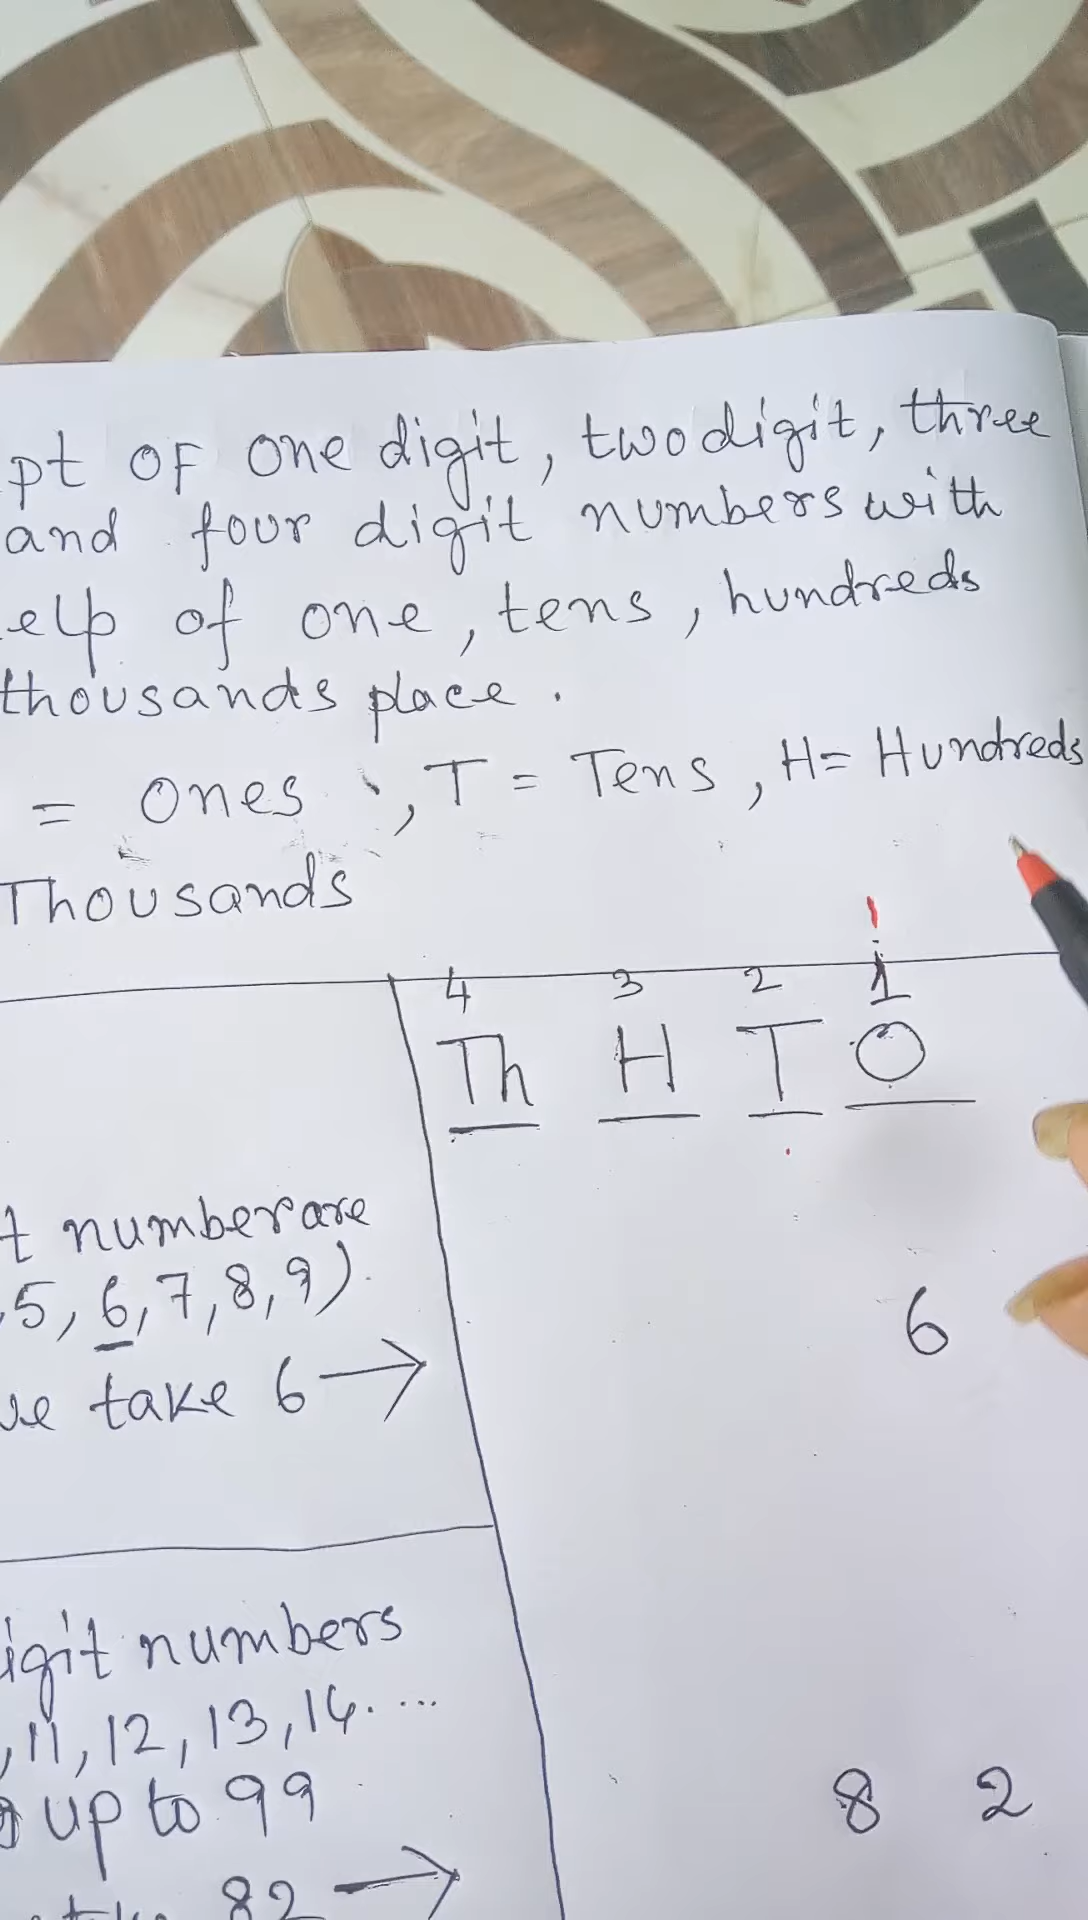 pt OF one digit, two digit, three
and four digit numbers with
elp of one, tens, hundreds
thousands place.
= Ones, T = Tens, H = Hundreds
Thousands
4 3 2 1
Th H T O
t number are
5, 6, 7, 8, 9)
we take 6 → 6
igit numbers
, 11, 12, 13, 14....
up to 99
82 → 8 2